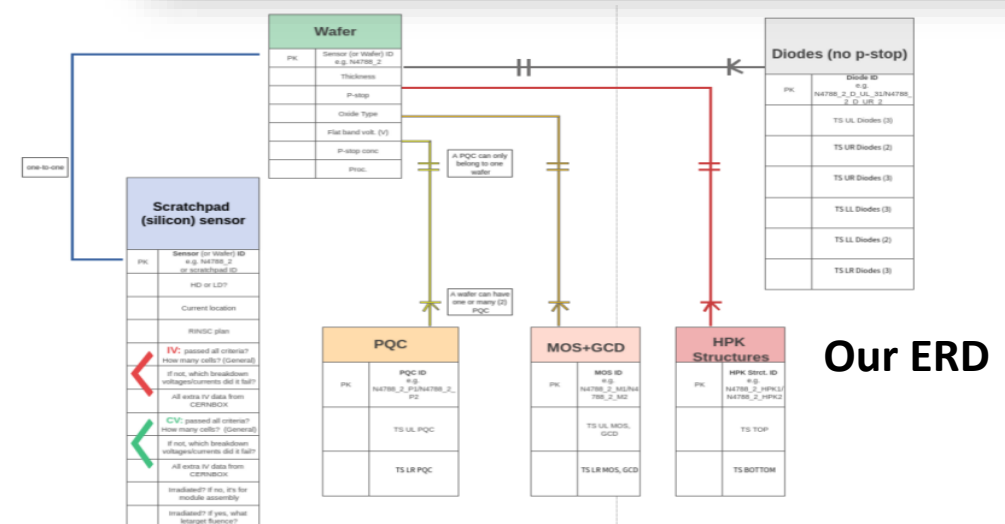 Wafer
PK
Sensor (or Wafer) ID
e.g. N4788_2
Thickness
P-stop
Oxide Type
Flat band volt. (V)
P-stop conc
Proc.
Diodes (no p-stop)
PK
Diode ID
e.g.
N4788_2_D_UL_31/N4788_
2_D_UR_2
TS UL Diodes (3)
TS UR Diodes (2)
TS UR Diodes (3)
TS LL Diodes (3)
TS LL Diodes (2)
TS LR Diodes (3)
one-to-one
A PQC can only
belong to one
wafer
A wafer can have
one or many (2)
PQC
Scratchpad
(silicon) sensor
PK
Sensor (or Wafer) ID
e.g. N4788_2
or scratchpad ID
HD or LD?
Current location
RINSC plan
IV: passed all criteria?
How many cells? (General)
If not, which breakdown
voltages/currents did it fail?
All extra IV data from
CERNBOX
CV: passed all criteria?
How many cells? (General)
If not, which breakdown
voltages/currents did it fail?
All extra IV data from
CERNBOX
Irradiated? If no, it's for
module assembly
Irradiated? If yes, what
letarget fluence?
PQC
PK
PQC ID
e.g.
N4788_2_P1/N4788_2_
P2
TS UL PQC
TS LR PQC
MOS+GCD
PK
MOS ID
e.g.
N4788_2_M1/N4
788_2_M2
TS UL MOS,
GCD
TS LR MOS, GCD
HPK
Structures
PK
HPK Strct. ID
e.g.
N4788_2_HPK1/
N4788_2_HPK2
TS TOP
TS BOTTOM
Our ERD